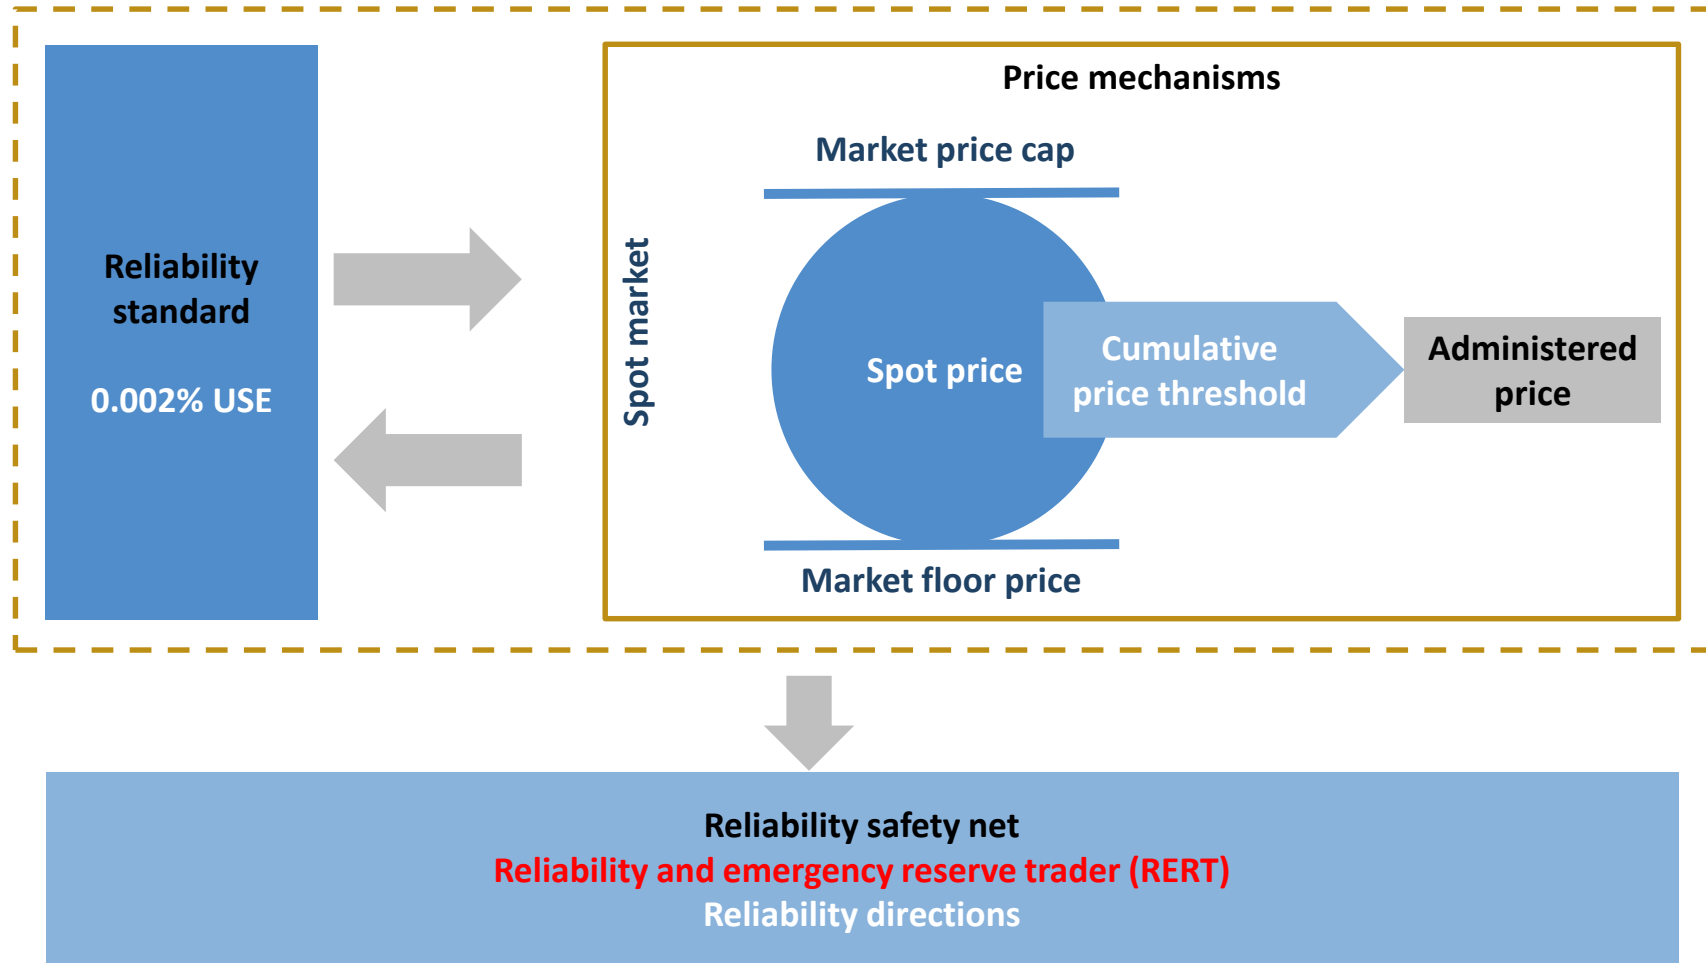 Reliability
standard
0.002% USE
Price mechanisms
Spot market
Market price cap
Spot price
Cumulative
price threshold
Administered
price
Market floor price
Reliability safety net
Reliability and emergency reserve trader (RERT)
Reliability directions